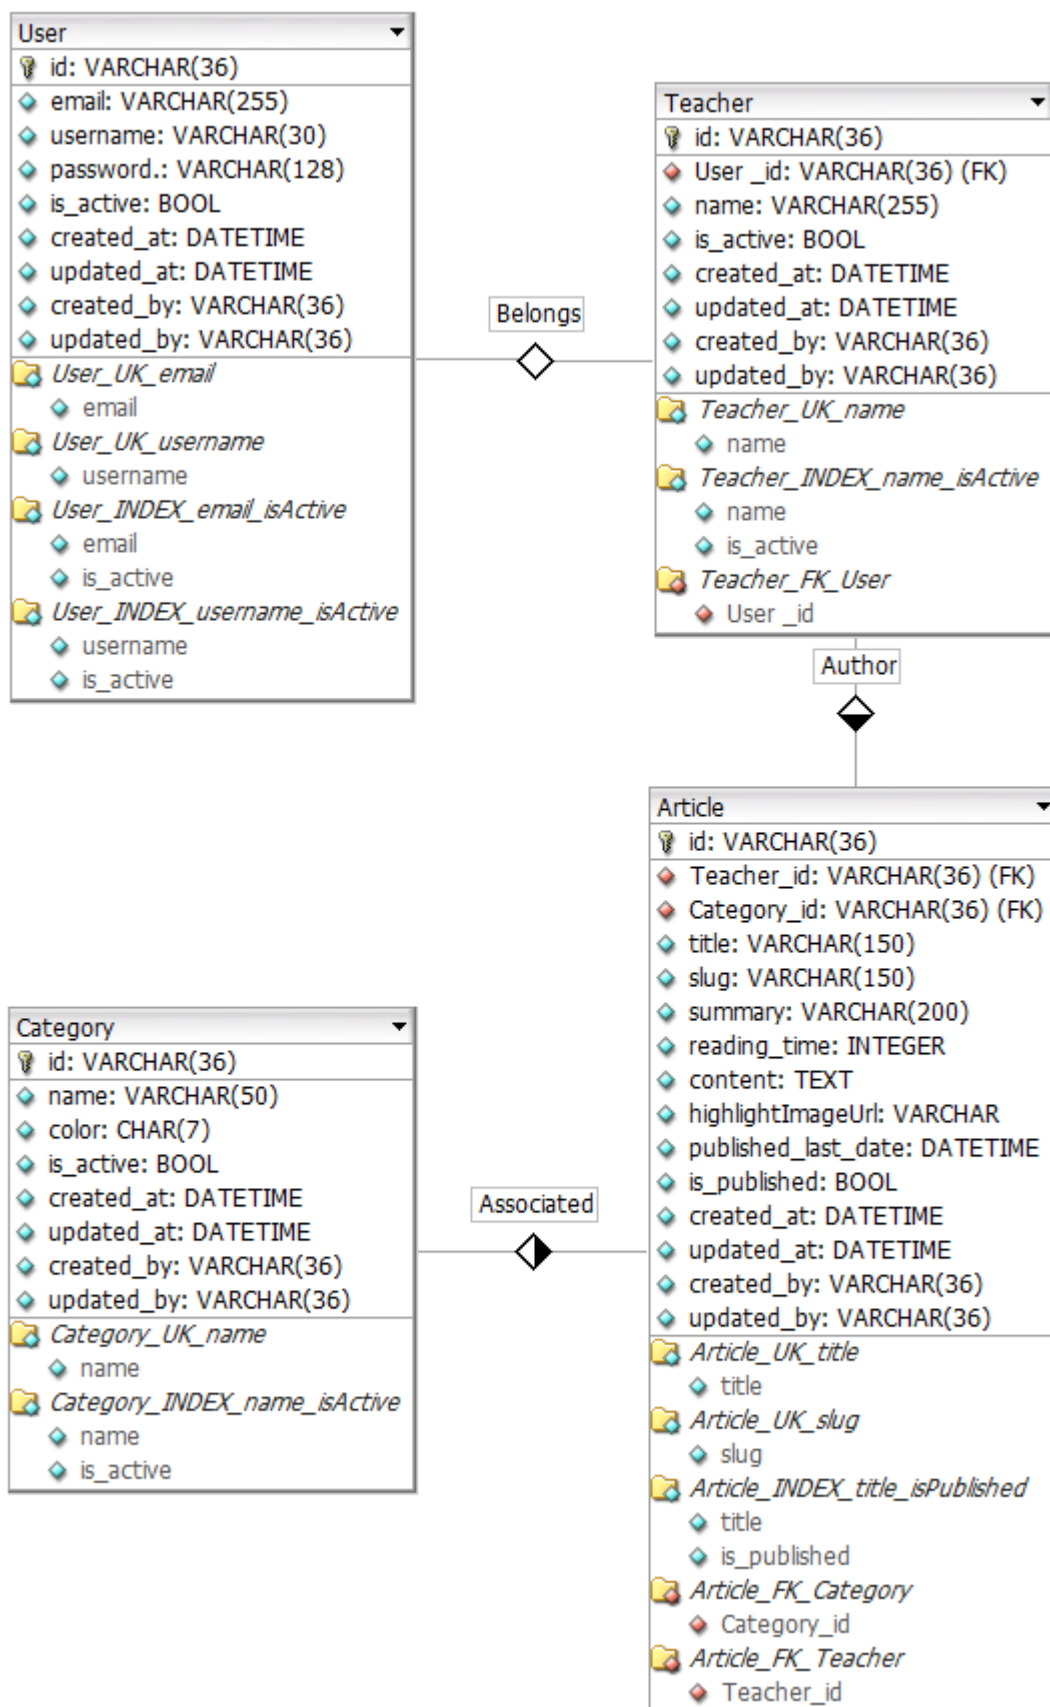 User
id: VARCHAR(36)
email: VARCHAR(255)
username: VARCHAR(30)
password.: VARCHAR(128)
is_active: BOOL
created_at: DATETIME
updated_at: DATETIME
created_by: VARCHAR(36)
updated_by: VARCHAR(36)
User_UK_email
email
User_UK_username
username
User_INDEX_email_isActive
email
is_active
User_INDEX_username_isActive
username
is_active
Belongs
Teacher
id: VARCHAR(36)
User _id: VARCHAR(36) (FK)
name: VARCHAR(255)
is_active: BOOL
created_at: DATETIME
updated_at: DATETIME
created_by: VARCHAR(36)
updated_by: VARCHAR(36)
Teacher_UK_name
name
Teacher_INDEX_name_isActive
name
is_active
Teacher_FK_User
User _id
Author
Category
id: VARCHAR(36)
name: VARCHAR(50)
color: CHAR(7)
is_active: BOOL
created_at: DATETIME
updated_at: DATETIME
created_by: VARCHAR(36)
updated_by: VARCHAR(36)
Category_UK_name
name
Category_INDEX_name_isActive
name
is_active
Associated
Article
id: VARCHAR(36)
Teacher_id: VARCHAR(36) (FK)
Category_id: VARCHAR(36) (FK)
title: VARCHAR(150)
slug: VARCHAR(150)
summary: VARCHAR(200)
reading_time: INTEGER
content: TEXT
highlightImageUrl: VARCHAR
published_last_date: DATETIME
is_published: BOOL
created_at: DATETIME
updated_at: DATETIME
created_by: VARCHAR(36)
updated_by: VARCHAR(36)
Article_UK_title
title
Article_UK_slug
slug
Article_INDEX_title_isPublished
title
is_published
Article_FK_Category
Category_id
Article_FK_Teacher
Teacher_id